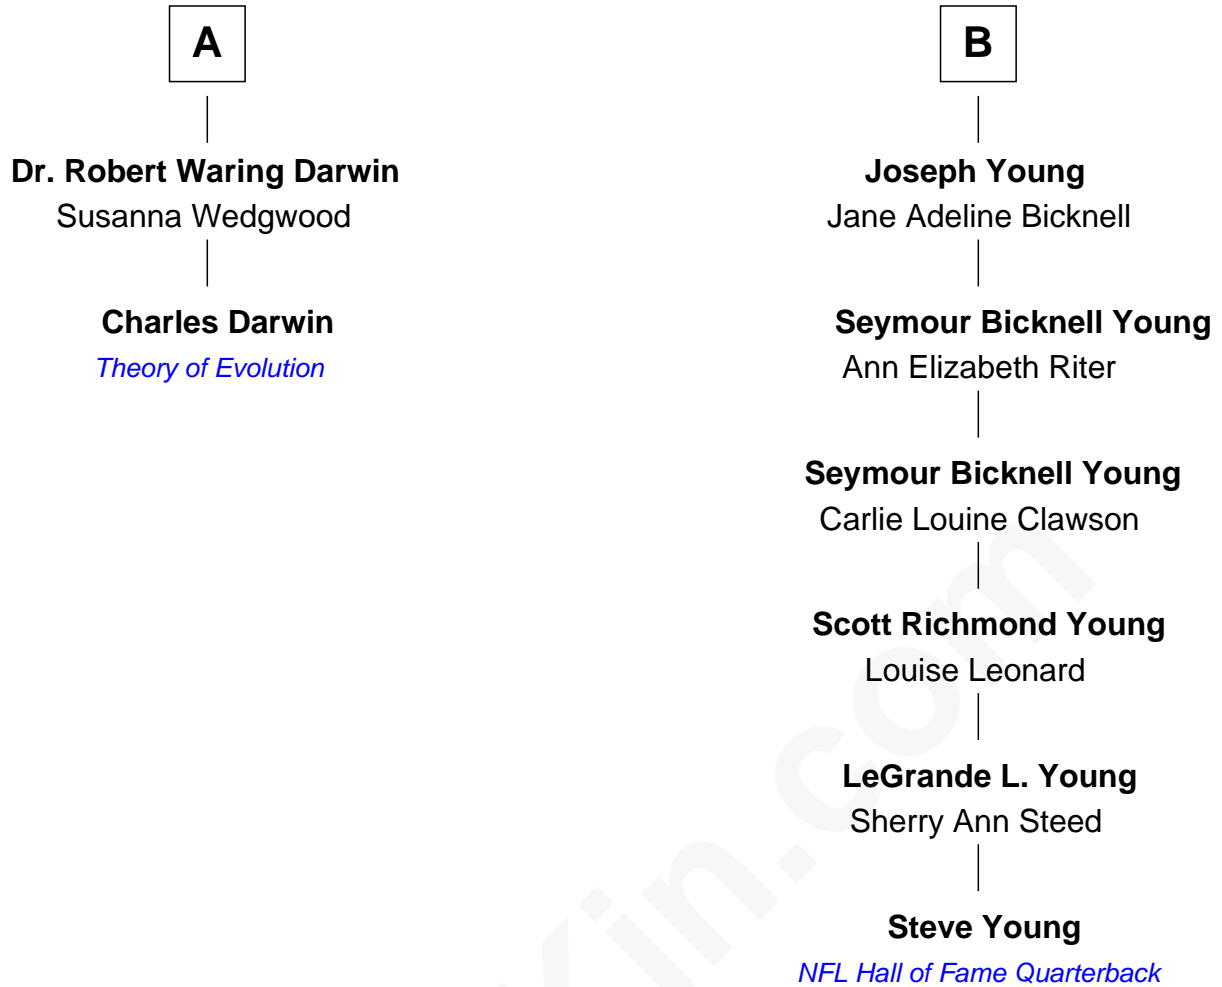 A
Dr. Robert Waring Darwin
Susanna Wedgwood
Charles Darwin
Theory of Evolution
B
Joseph Young
Jane Adeline Bicknell
Seymour Bicknell Young
Ann Elizabeth Riter
Seymour Bicknell Young
Carlie Louine Clawson
Scott Richmond Young
Louise Leonard
LeGrande L. Young
Sherry Ann Steed
Steve Young
NFL Hall of Fame Quarterback
Kin.com